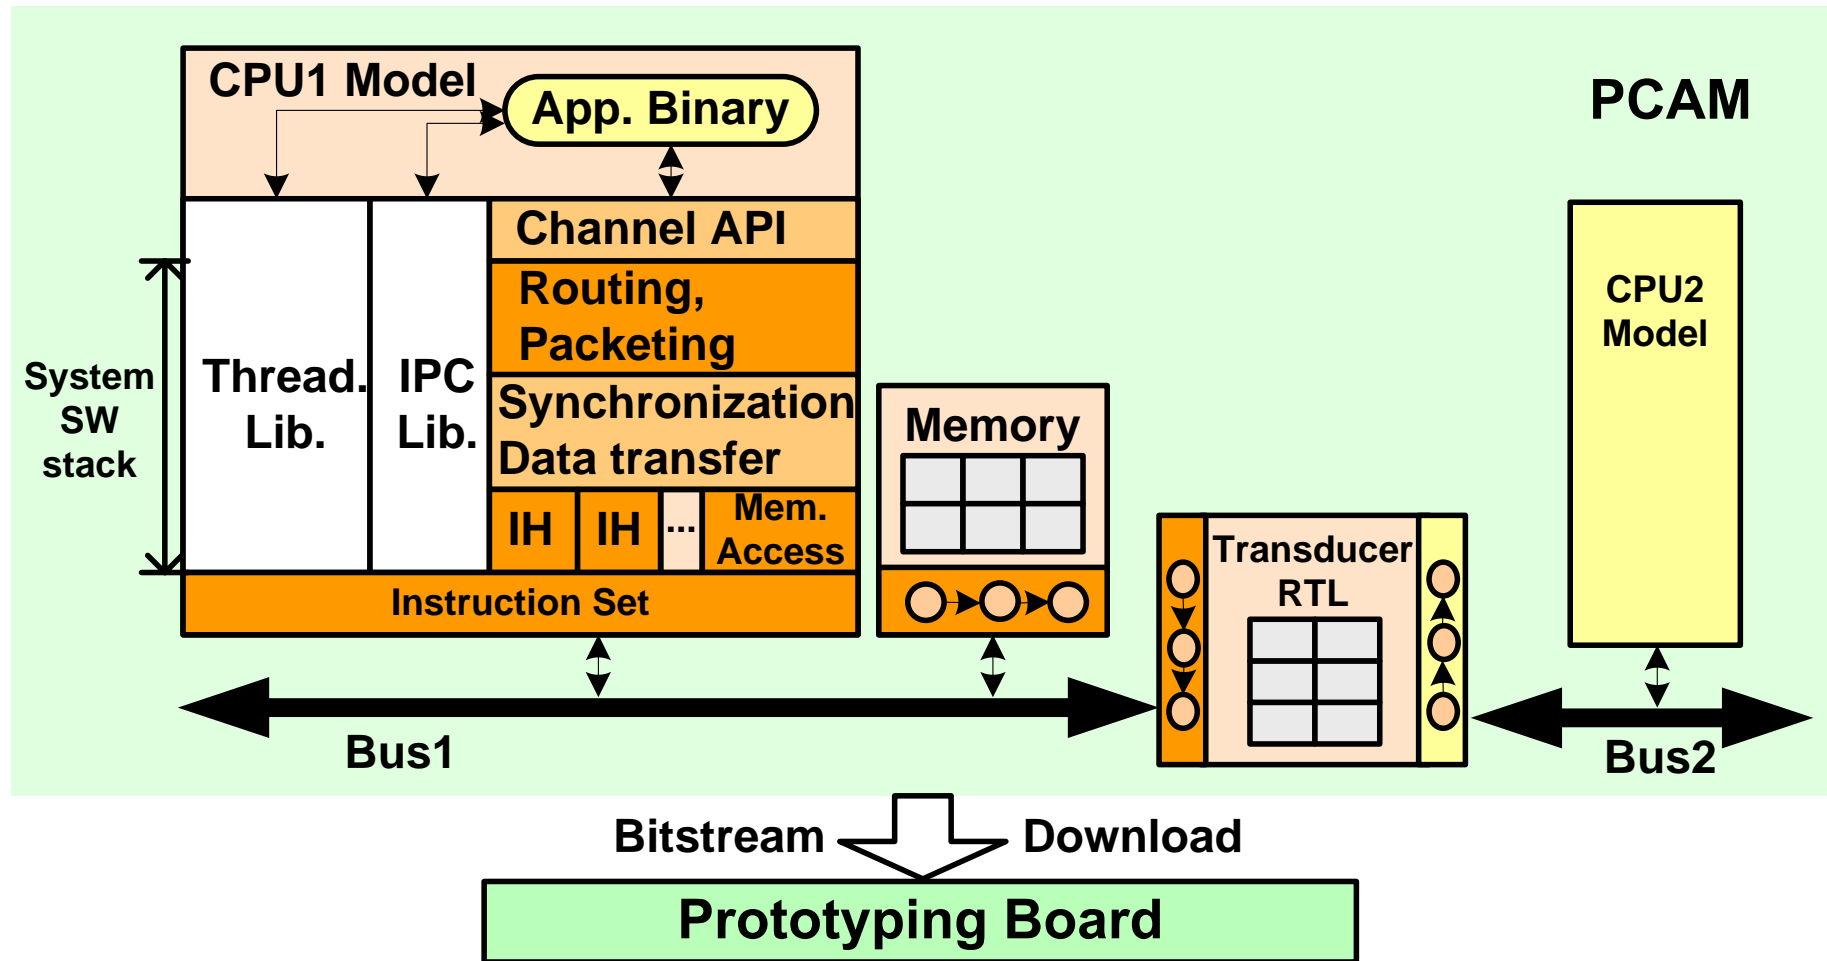 CPU1 Model
App. Binary
PCAM
Channel API
Routing,
Packeting
Synchronization
Data transfer
IH
IH
...
Mem.
Access
Thread.
Lib.
IPC
Lib.
System
SW
stack
Instruction Set
Memory
Transducer
RTL
CPU2
Model
Bus1
Bus2
Bitstream
Download
Prototyping Board